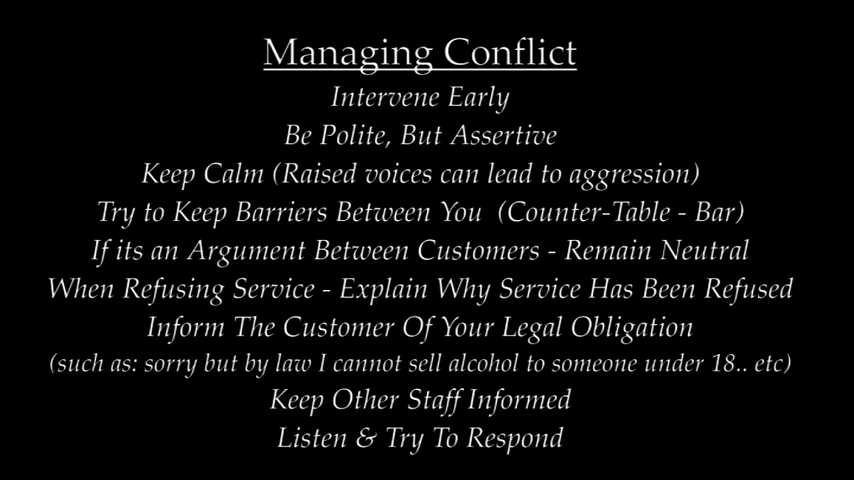 Managing Conflict
Intervene Early
Be Polite, But Assertive
Keep Calm (Raised voices can lead to aggression)
Try to Keep Barriers Between You (Counter-Table - Bar)
If its an Argument Between Customers - Remain Neutral
When Refusing Service - Explain Why Service Has Been Refused
Inform The Customer Of Your Legal Obligation
(such as: sorry but by law I cannot sell alcohol to someone under 18.. etc)
Keep Other Staff Informed
Listen & Try To Respond